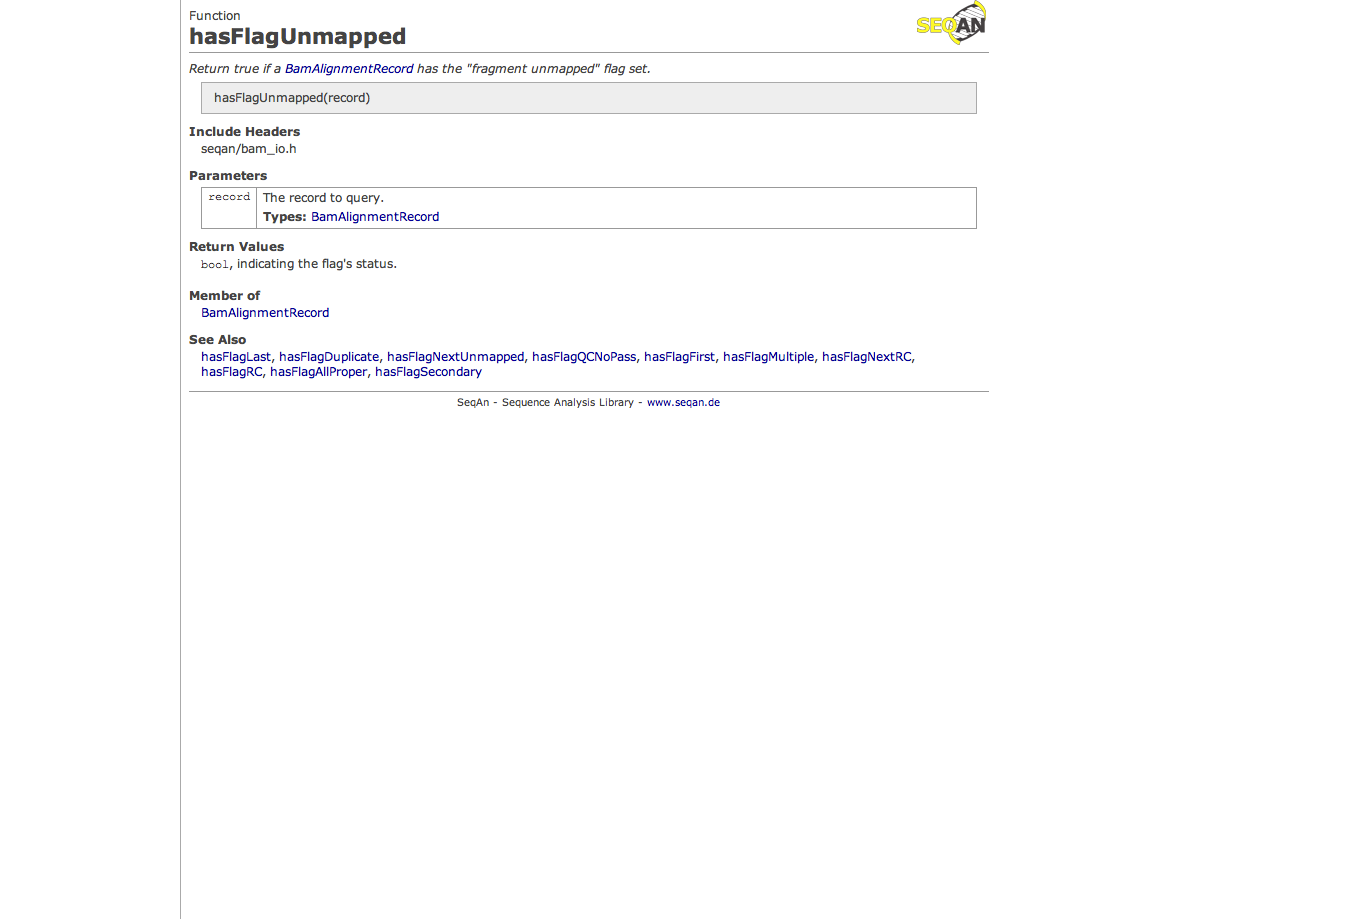 Function
SEQAN
hasFlagUnmapped
Return true if a BamAlignmentRecord has the "fragment unmapped" flag set.
hasFlagUnmapped(record)
Include Headers
seqan/bam_io.h
Parameters
record The record to query.
Types: BamAlignmentRecord
Return Values
bool, indicating the flag's status.
Member of
BamAlignmentRecord
See Also
hasFlagLast, hasFlagDuplicate, hasFlagNextUnmapped, hasFlagQCNoPass, hasFlagFirst, hasFlagMultiple, hasFlagNextRC,
hasFlagRC, hasFlagAllProper, hasFlagSecondary
SeqAn - Sequence Analysis Library - www.seqan.de